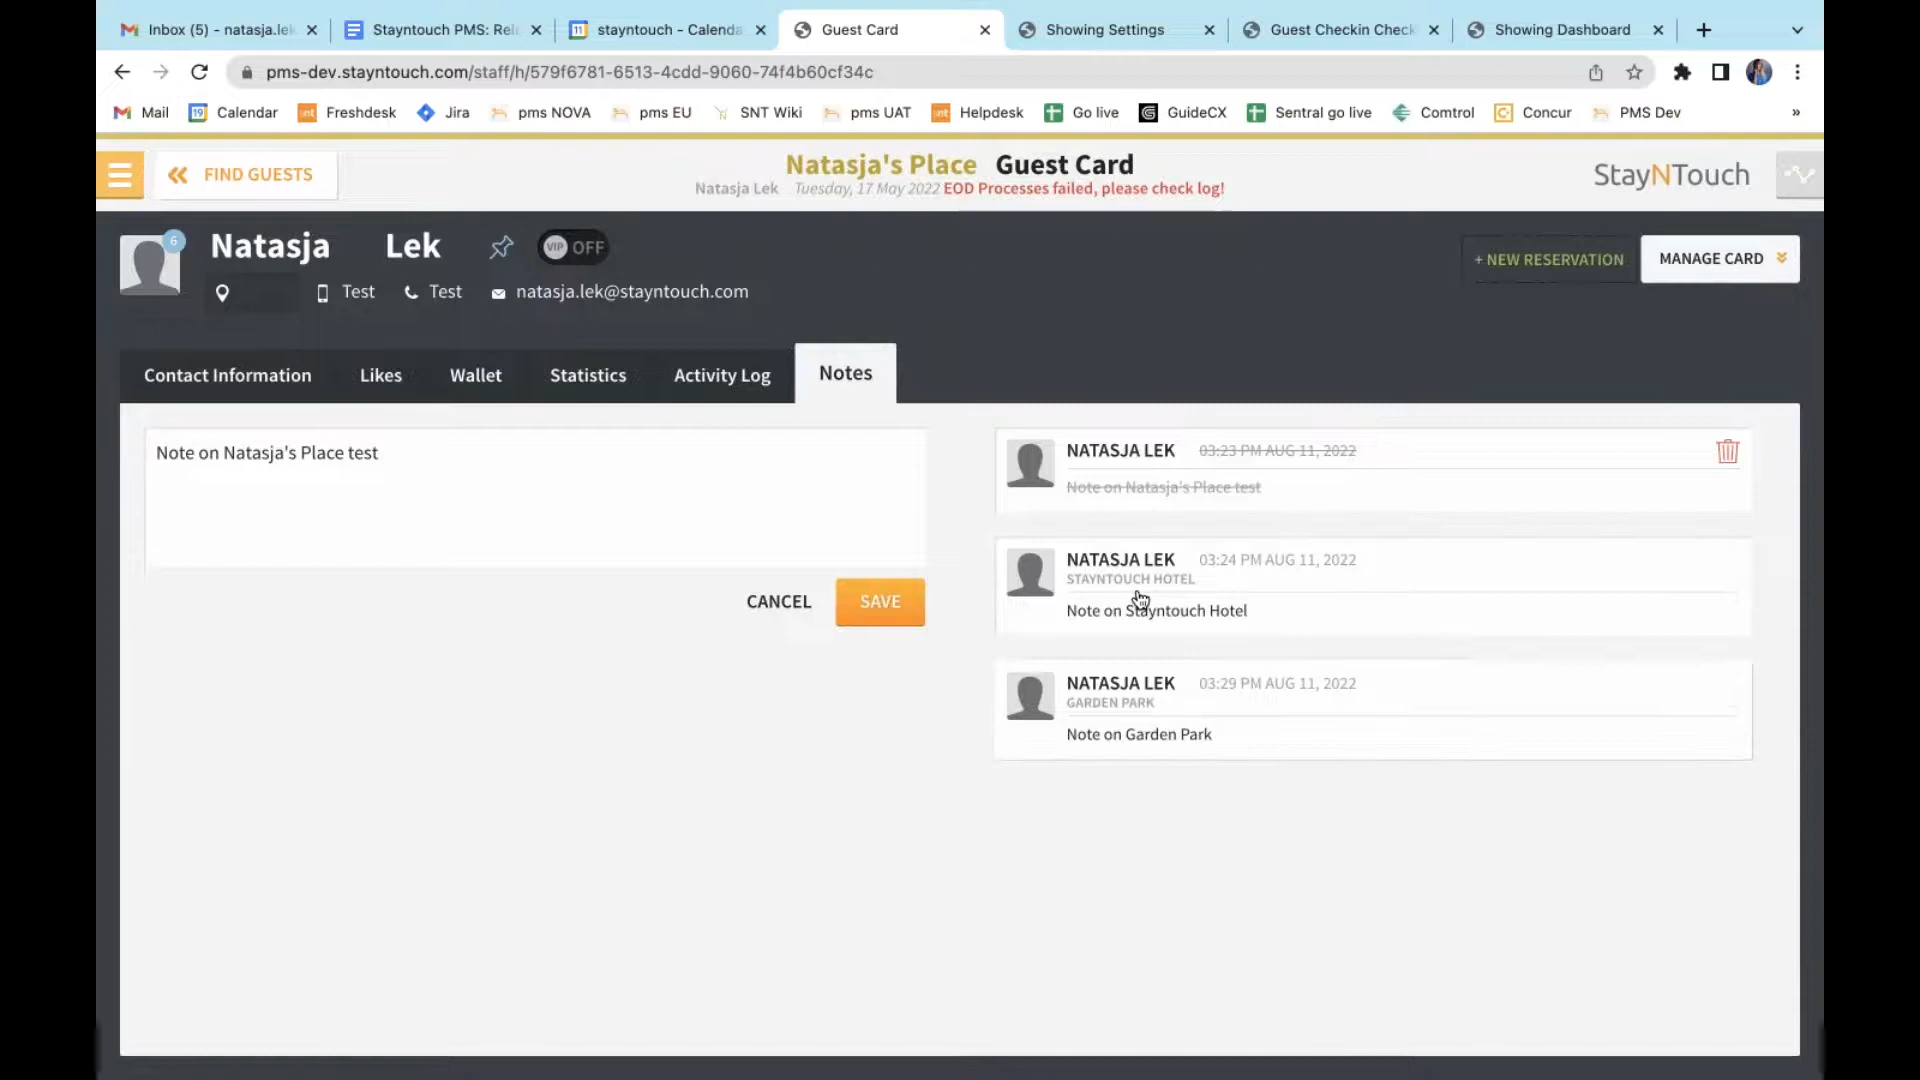 Inbox (5) - natasja.lek
Stayntouch PMS: Rel
stayntouch - Calenda
Guest Card
Showing Settings
Guest Checkin Check
Showing Dashboard
pms-dev.stayntouch.com/staff/h/579f6781-6513-4cdd-9060-74f4b60cf34c
Mail
Calendar
Freshdesk
Jira
pms NOVA
pms EU
SNT Wiki
pms UAT
Helpdesk
Go live
GuideCX
Sentral go live
Comtrol
Concur
PMS Dev
»
FIND GUESTS
Natasja's Place Guest Card
Natasja Lek Tuesday, 17 May 2022 EOD Processes failed, please check log!
StayNTouch
6
Natasja Lek
VIP OFF
Test
Test
natasja.lek@stayntouch.com
+ NEW RESERVATION
MANAGE CARD
Contact Information
Likes
Wallet
Statistics
Activity Log
Notes
Note on Natasja's Place test
CANCEL
SAVE
NATASJA LEK 03:23 PM AUG 11, 2022
Note on Natasja's Place test
NATASJA LEK 03:24 PM AUG 11, 2022
STAYNTOUCH HOTEL
Note on Stayntouch Hotel
NATASJA LEK 03:29 PM AUG 11, 2022
GARDEN PARK
Note on Garden Park